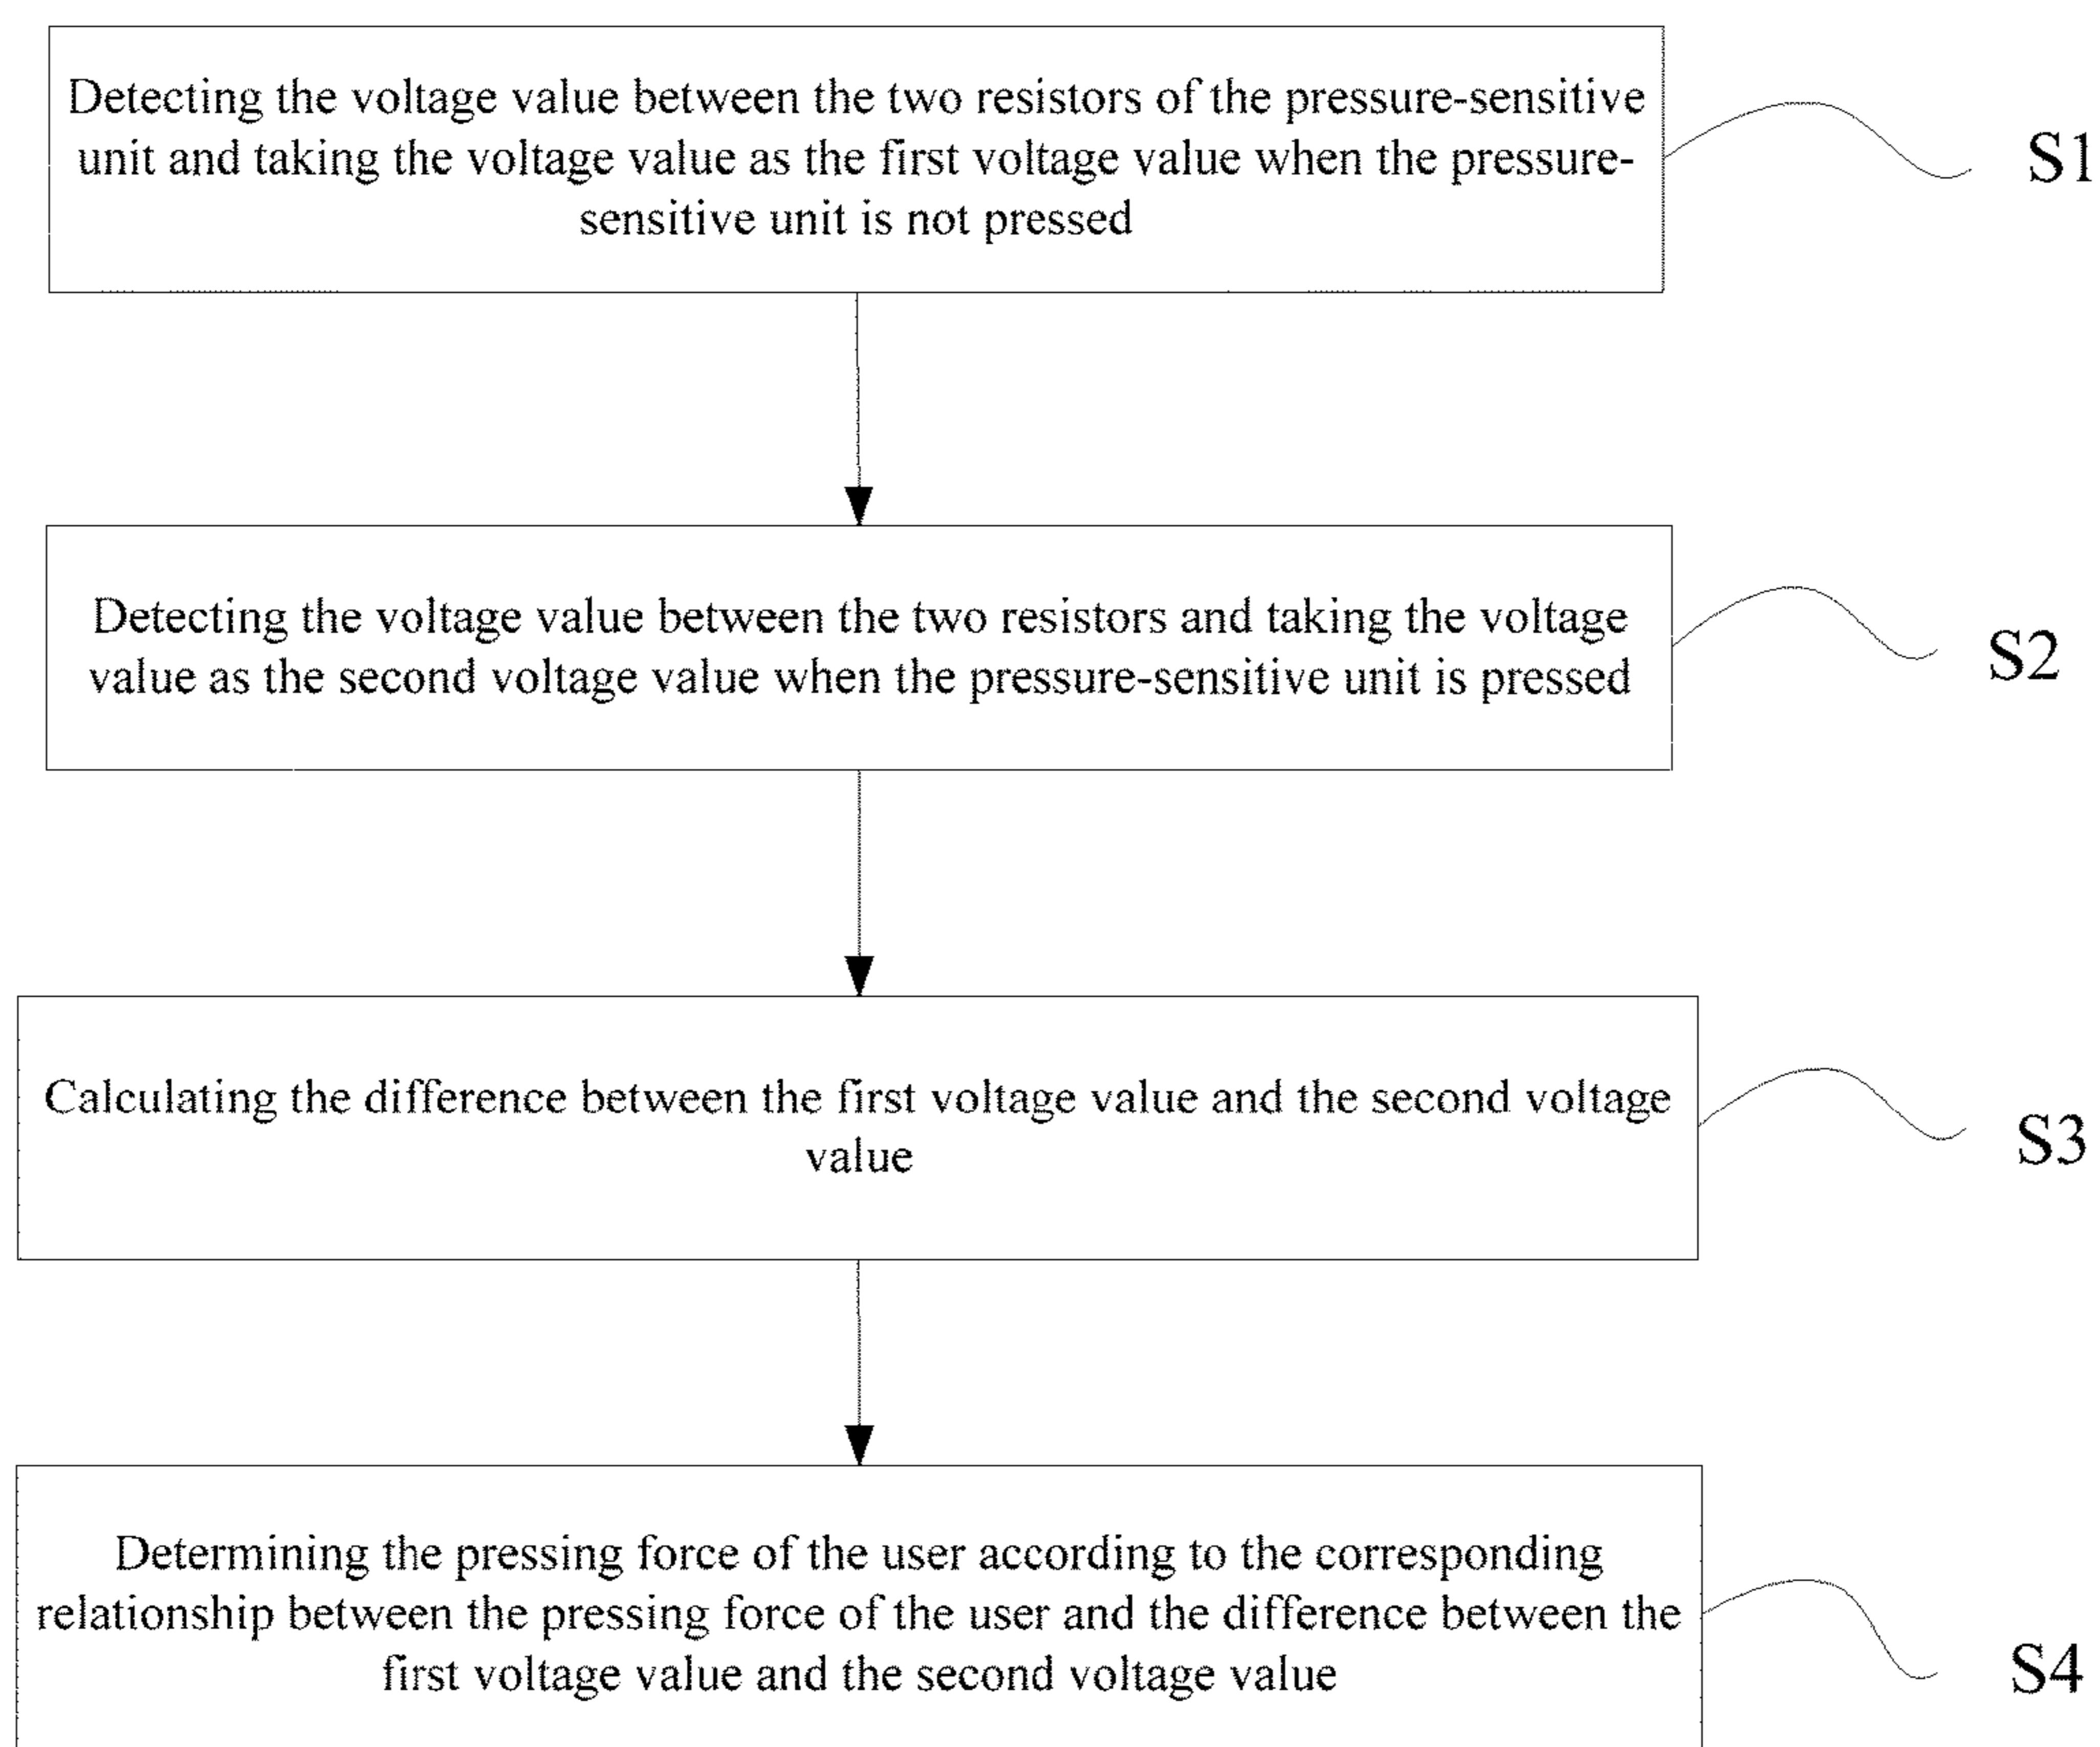 Detecting the voltage value between the two resistors of the pressure-sensitive
unit and taking the voltage value as the first voltage value when the pressure-
sensitive unit is not pressed
S1
Detecting the voltage value between the two resistors and taking the voltage
value as the second voltage value when the pressure-sensitive unit is pressed
S2
Calculating the difference between the first voltage value and the second voltage
value
S3
Determining the pressing force of the user according to the corresponding
relationship between the pressing force of the user and the difference between the
first voltage value and the second voltage value
S4